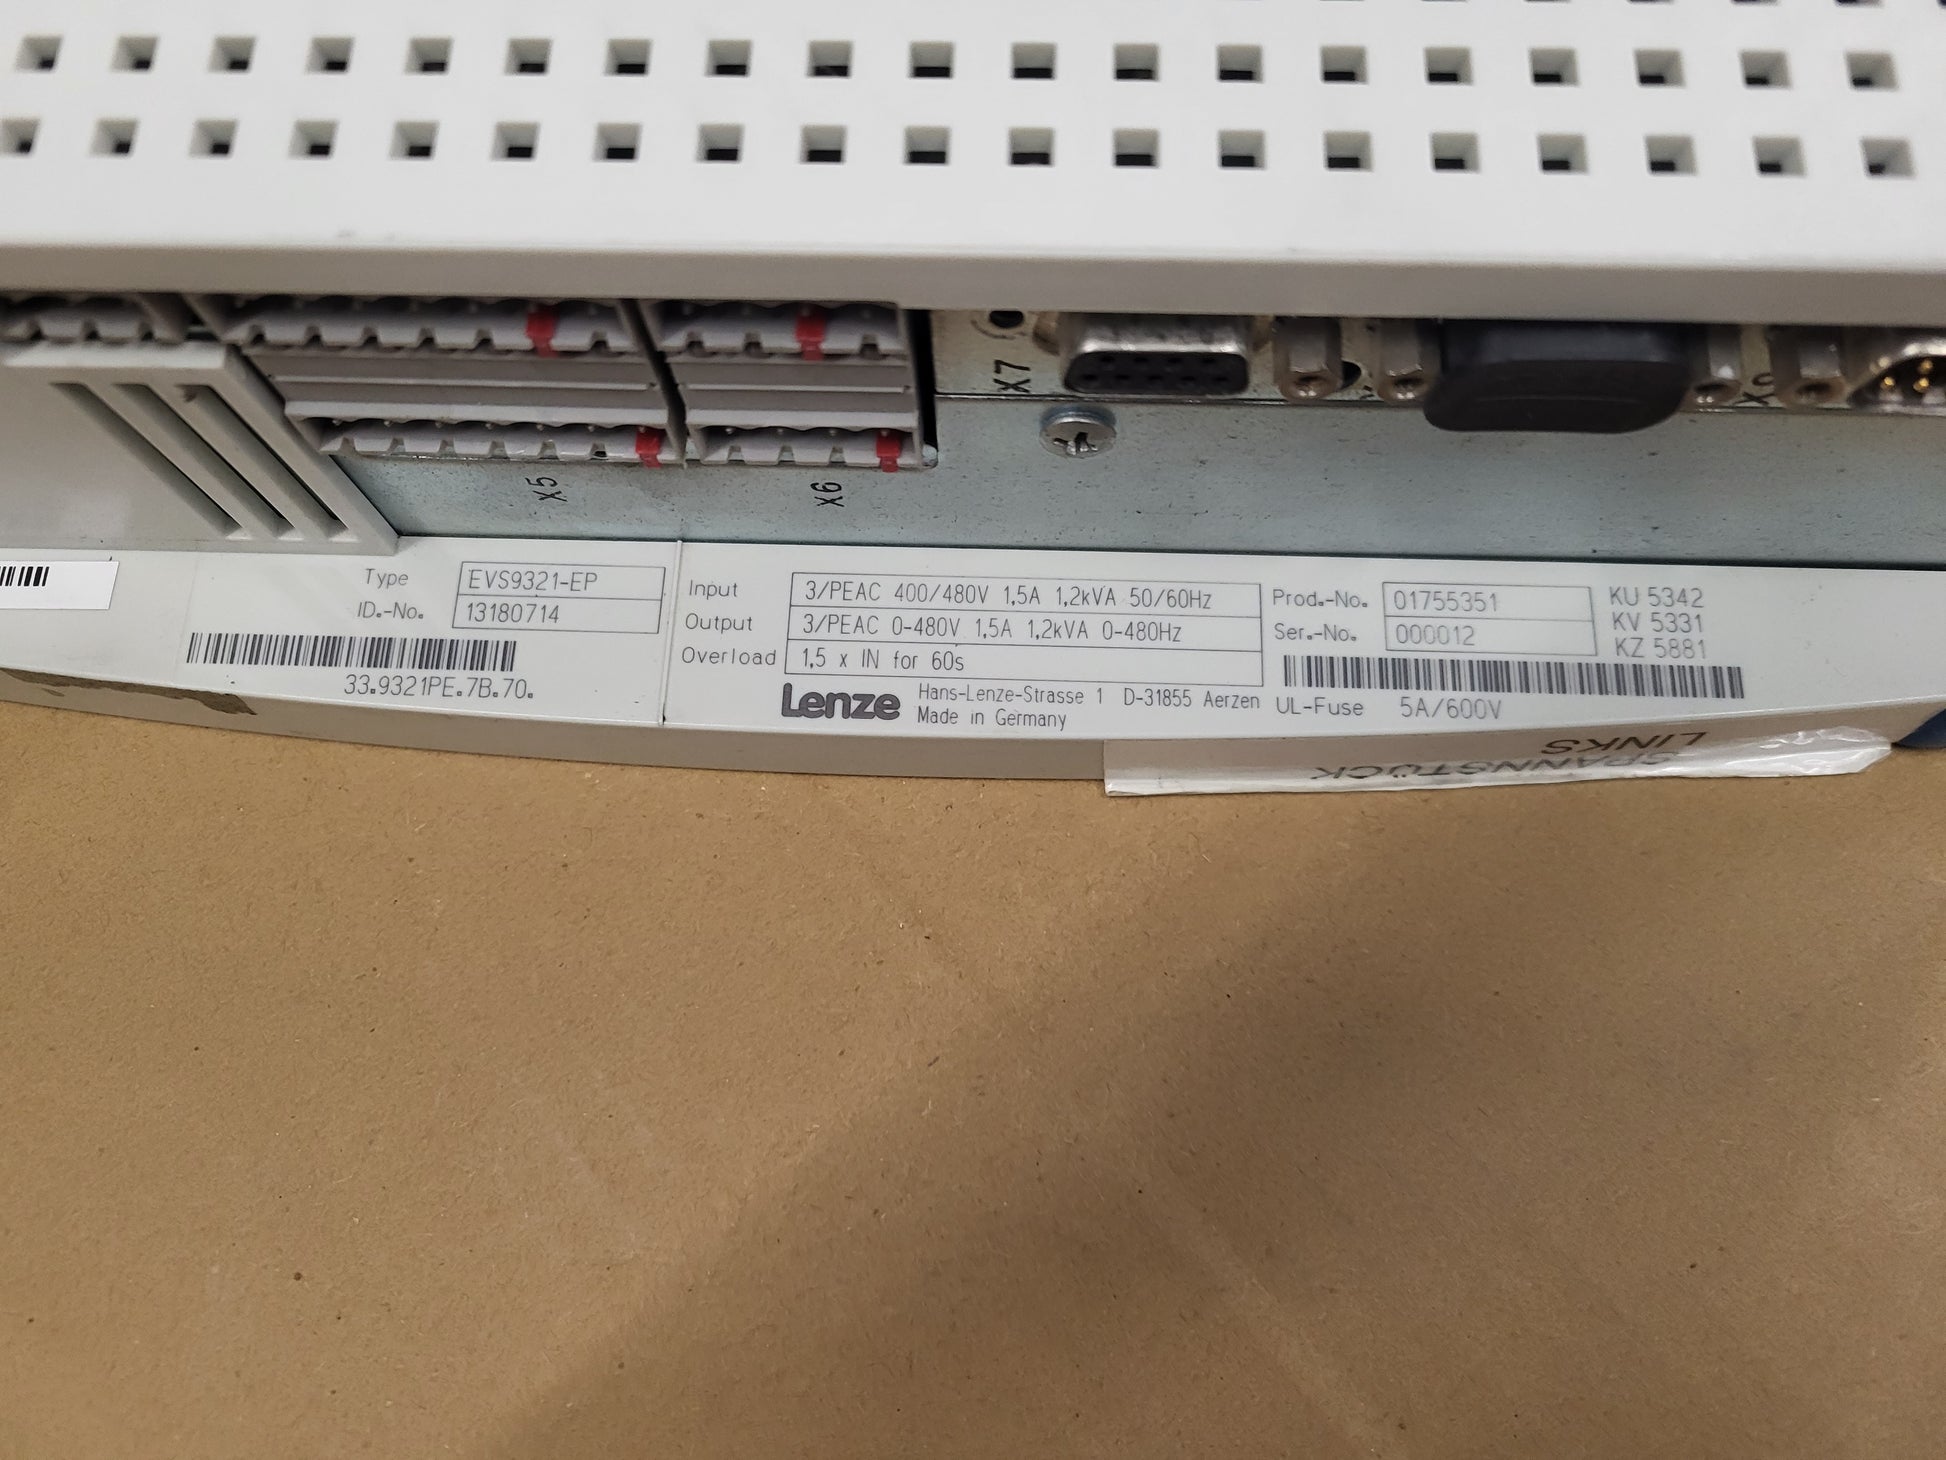 X7
X5
X6
Type EVS9321-EP
ID.-No. 13180714
33.9321PE.7B.70.
Input 3/PEAC 400/480V 1,5A 1,2kVA 50/60Hz
Output 3/PEAC 0-480V 1,5A 1,2kVA 0-480Hz
Overload 1,5 x IN for 60s
Lenze Hans-Lenze-Strasse 1 D-31855 Aerzen
Made in Germany
Prod.-No. 01755351
Ser.-No. 000012
KU 5342
KV 5331
KZ 5881
UL-Fuse 5A/600V
SPANNSTÜCK
LINKS